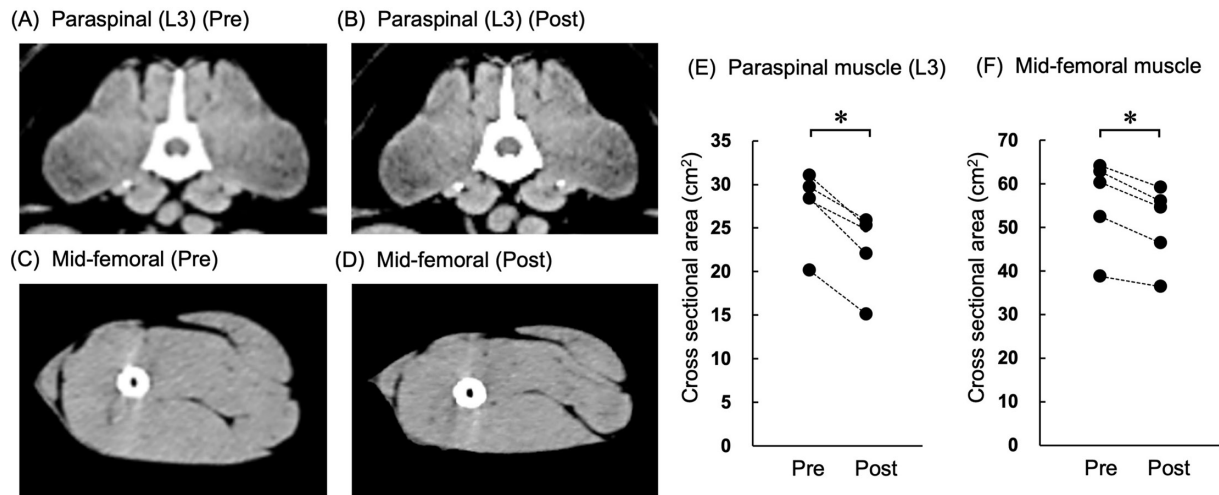 (A) Paraspinal (L3) (Pre)
(B) Paraspinal (L3) (Post)
(C) Mid-femoral (Pre)
(D) Mid-femoral (Post)
(E) Paraspinal muscle (L3)
*
Cross sectional area (cm²)
35
30
25
20
15
10
5
0
Pre Post
(F) Mid-femoral muscle
*
Cross sectional area (cm²)
70
60
50
40
30
20
10
0
Pre Post